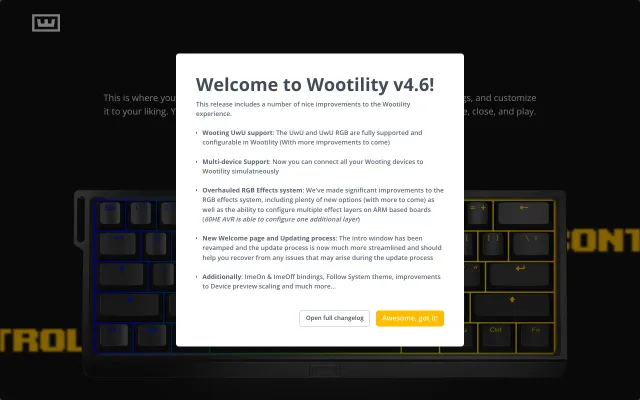 Welcome to Wootility v4.6!
This release includes a number of nice improvements to the Wootility
experience.
Wooting UwU support: The UwU and UwU RGB are fully supported and
configurable in Wootility (With more improvements to come)
Multi-device Support: Now you can connect all your Wooting devices to
Wootility simulatneously
Overhauled RGB Effects system: We've made significant improvements to the
RGB effects system, including plenty of new options (with more to come) as
well as the ability to configure multiple effect layers on ARM based boards
(60HE AVR is able to configure one additional layer)
New Welcome page and Updating process: The intro window has been
revamped and the update process is now much more streamlined and should
help you recover from any issues that may arise during the update process
Additionally: ImeOn & ImeOff bindings, Follow System theme, improvements
to Device preview scaling and much more...
Open full changelog
Awesome, got it!
This is where you
gs, and customize
it to your liking. Y
e, close, and play.
TROL
CONT
Ctrl
Fn